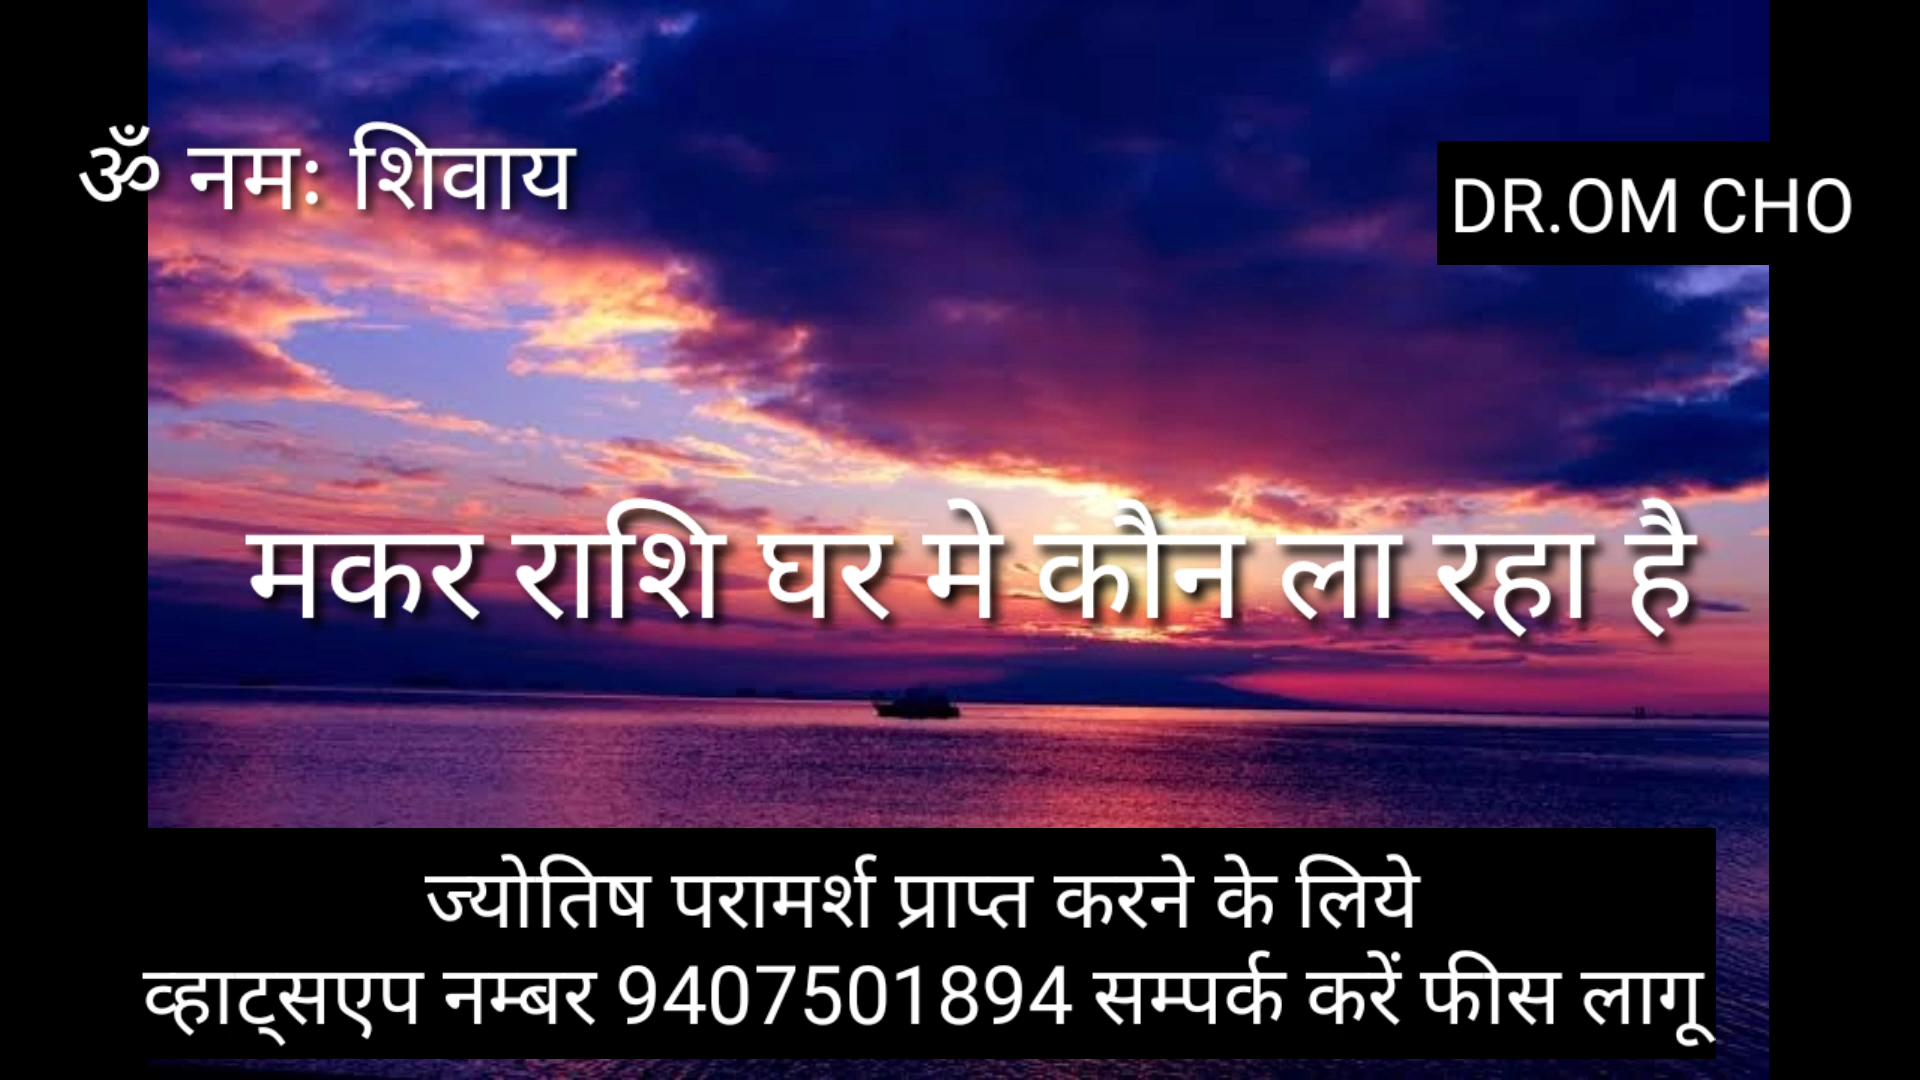 ॐ नमः शिवाय
DR.OM CHO
मकर राशि घर मे कौन ला रहा है
ज्योतिष परामर्श प्राप्त करने के लिये
व्हाट्सएप नम्बर 9407501894 सम्पर्क करें फीस लागू